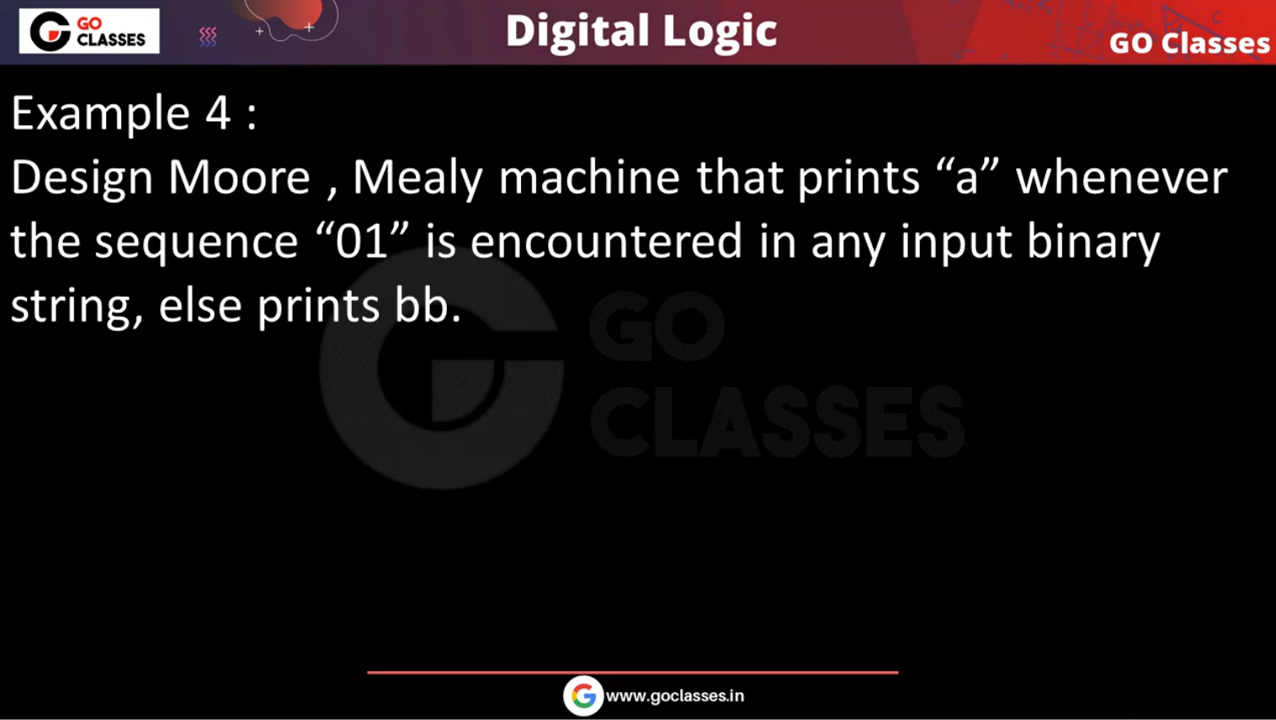 GO
CLASSES
Digital Logic
GO Classes
Example 4 :
Design Moore , Mealy machine that prints “a” whenever
the sequence “01” is encountered in any input binary
string, else prints bb.
GO
CLASSES
www.goclasses.in